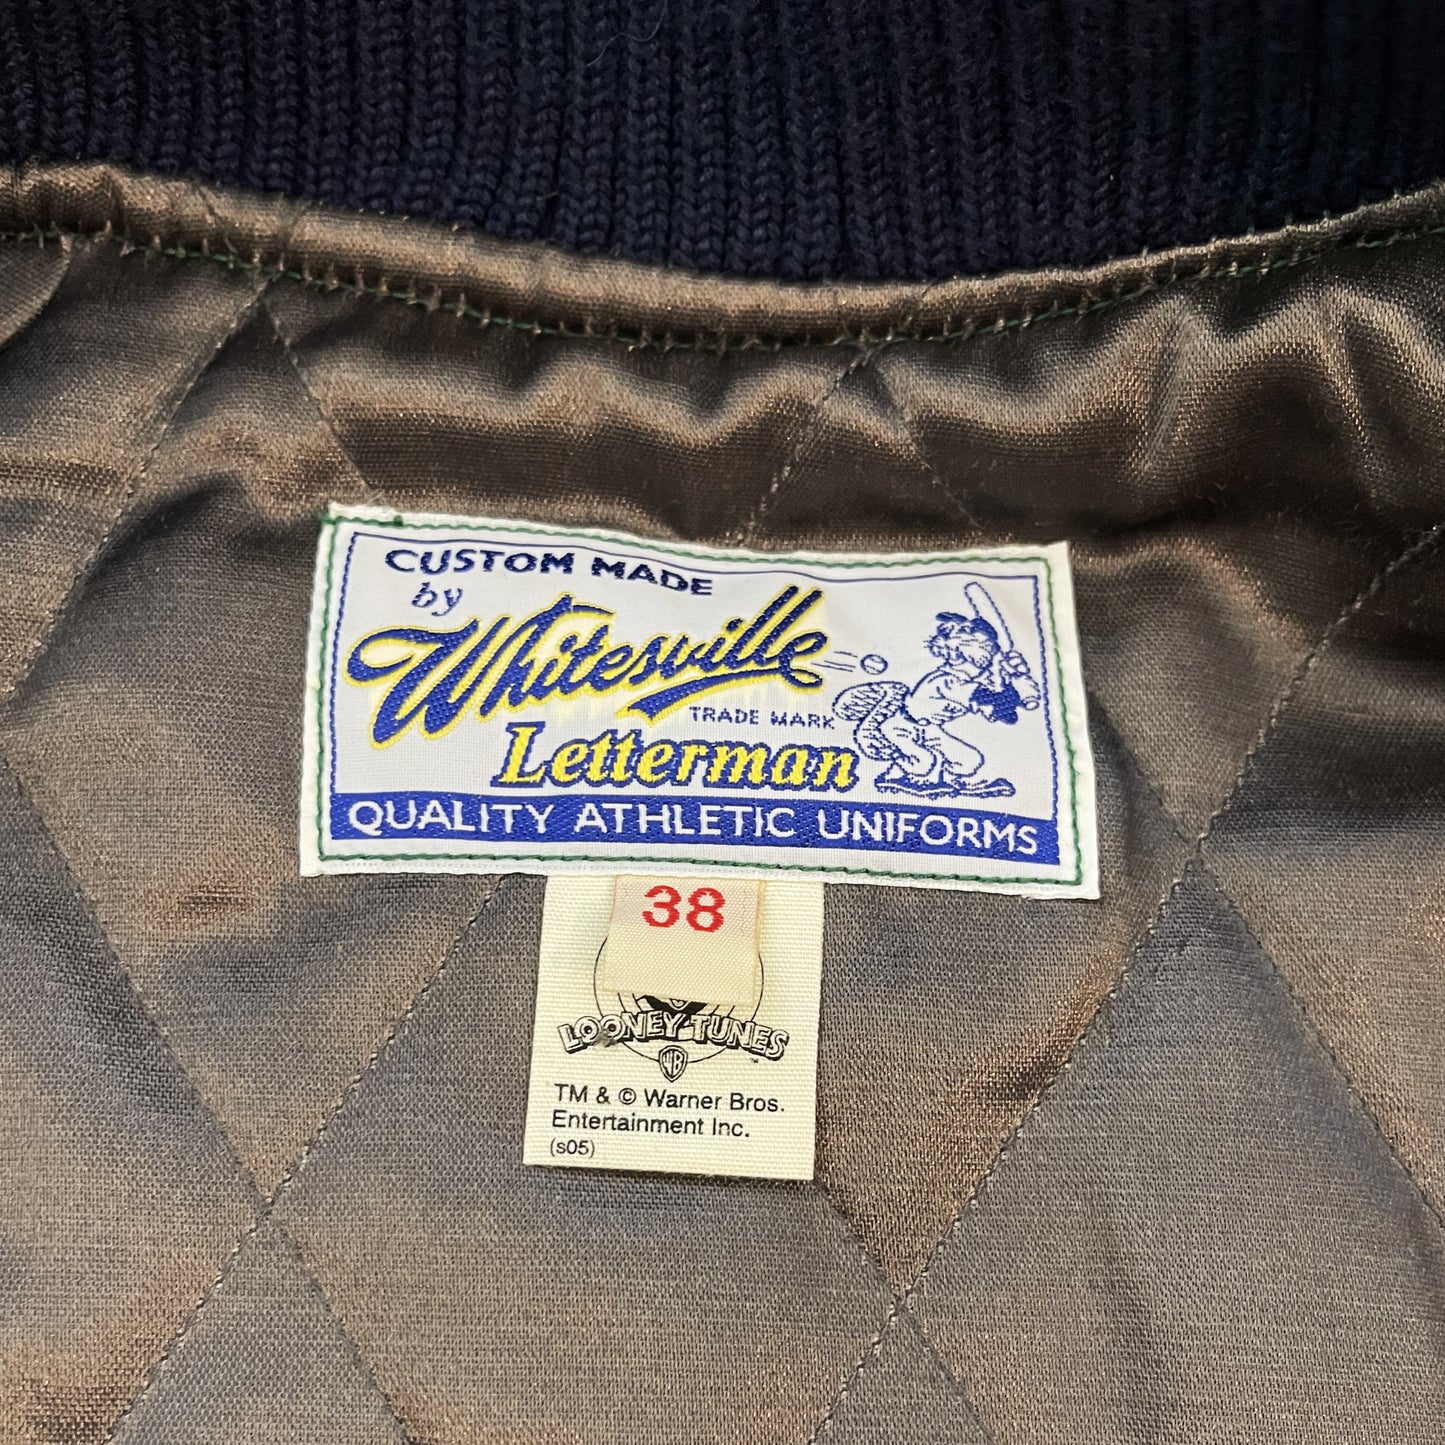 CUSTOM MADE
by
Whitesville
TRADE MARK
Letterman
QUALITY ATHLETIC UNIFORMS
38
LOONEY TUNES
TM
WB
TM & © Warner Bros.
Entertainment Inc.
(s05)